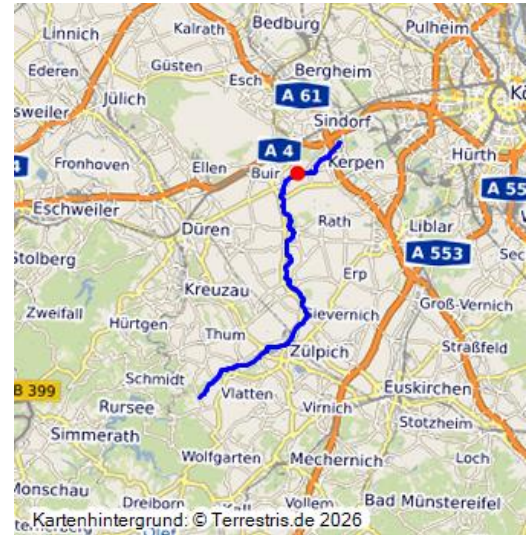 Linnich
Kalrath
Bedburg
Pulheim
Ederen
Güsten
Bergheim
Esch
Jülich
A 61
Sindorf
A 4
Ellen
Buir
Kerpen
Hürth
Fronhoven
A 55
Eschweiler
Düren
Rath
Liblar
A 553
Stolberg
Kreuzau
Erp
Groß-Vernich
Zweifall
Hürtgen
Thum
Sievernich
Zülpich
Straßfeld
Schmidt
B 399
Vlatten
Euskirchen
Rursee
Virnich
Stotzheim
Simmerath
Wolfgarten
Mechernich
Loch
Monschau
Dreiborn
Vollem
Bad Münstereifel
Kartenhintergrund: © Terrestris.de 2026